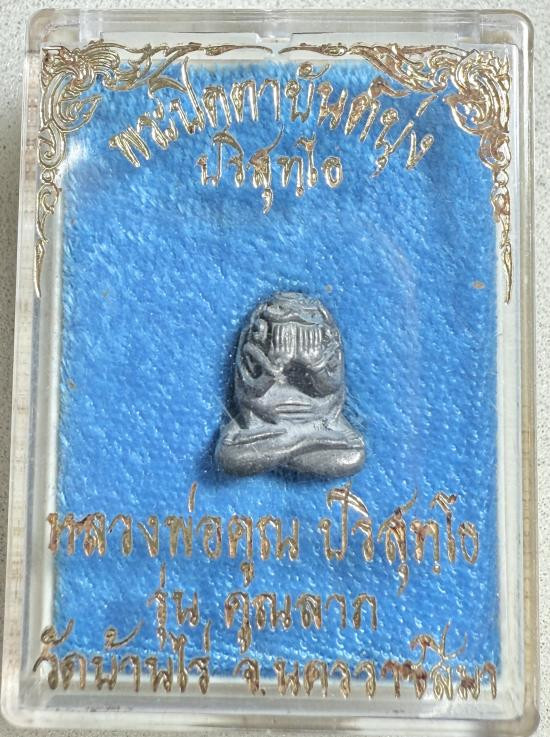 พระปิดตายันต์ยุ่ง
ปริสุทฺโธ
หลวงพ่อคูณ ปริสุทฺโธ
รุ่น คูณลาภ
วัดบ้านไร่ จ.นครราชสีมา